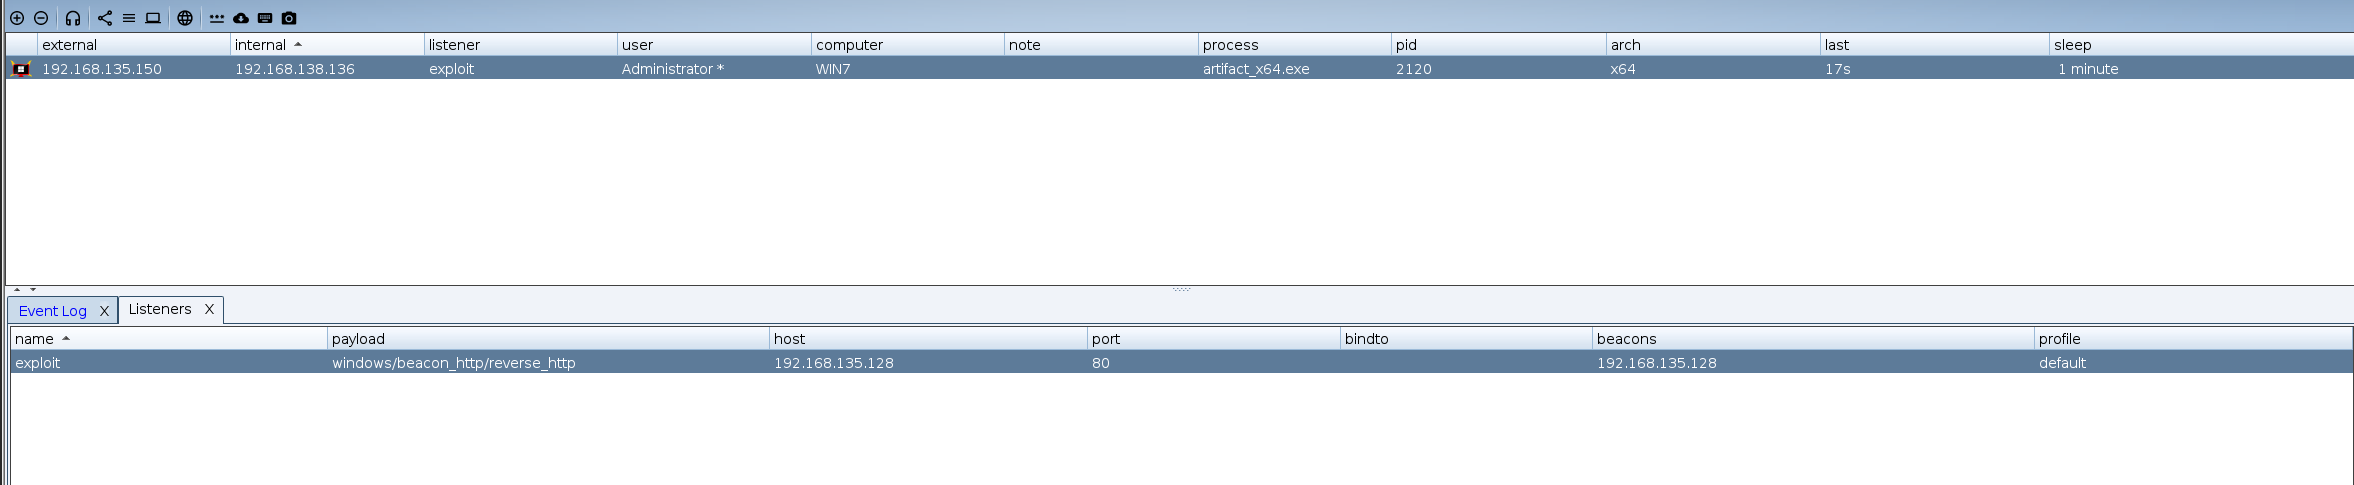 external internal listener user computer note process pid arch last sleep
192.168.135.150 192.168.138.136 exploit Administrator * WIN7 artifact_x64.exe 2120 x64 17s 1 minute
Event Log X Listeners X
name payload host port bindto beacons profile
exploit windows/beacon_http/reverse_http 192.168.135.128 80 192.168.135.128 default